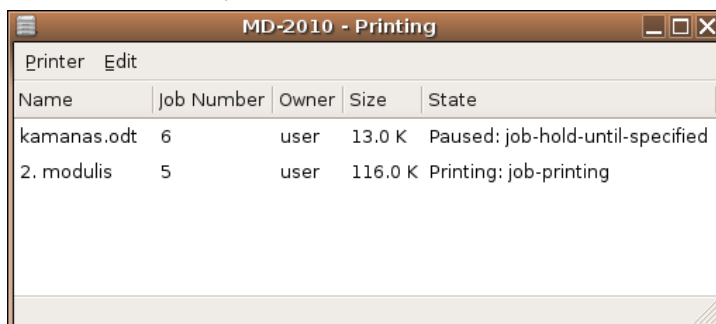 MD-2010 - Printing
Printer Edit
Name Job Number Owner Size State
kamanas.odt 6 user 13.0 K Paused: job-hold-until-specified
2. modulis 5 user 116.0 K Printing: job-printing